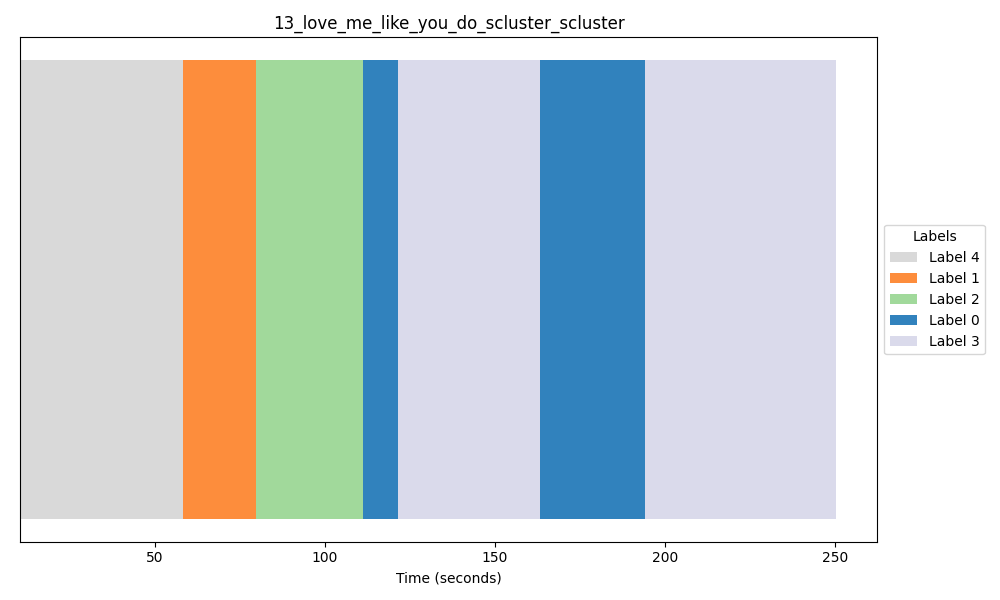 13_love_me_like_you_do_scluster_scluster
Labels
Label 4
Label 1
Label 2
Label 0
Label 3
50 100 150 200 250
Time (seconds)